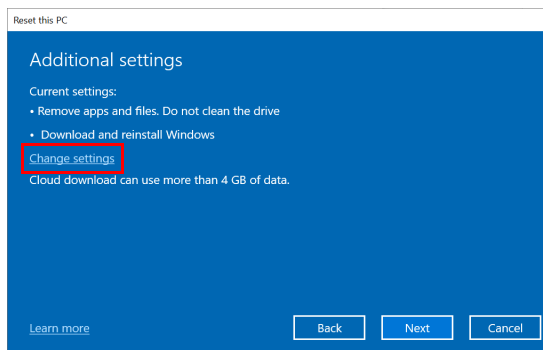 Reset this PC
Additional settings
Current settings:
• Remove apps and files. Do not clean the drive
• Download and reinstall Windows
Change settings
Cloud download can use more than 4 GB of data.
Learn more
Back
Next
Cancel